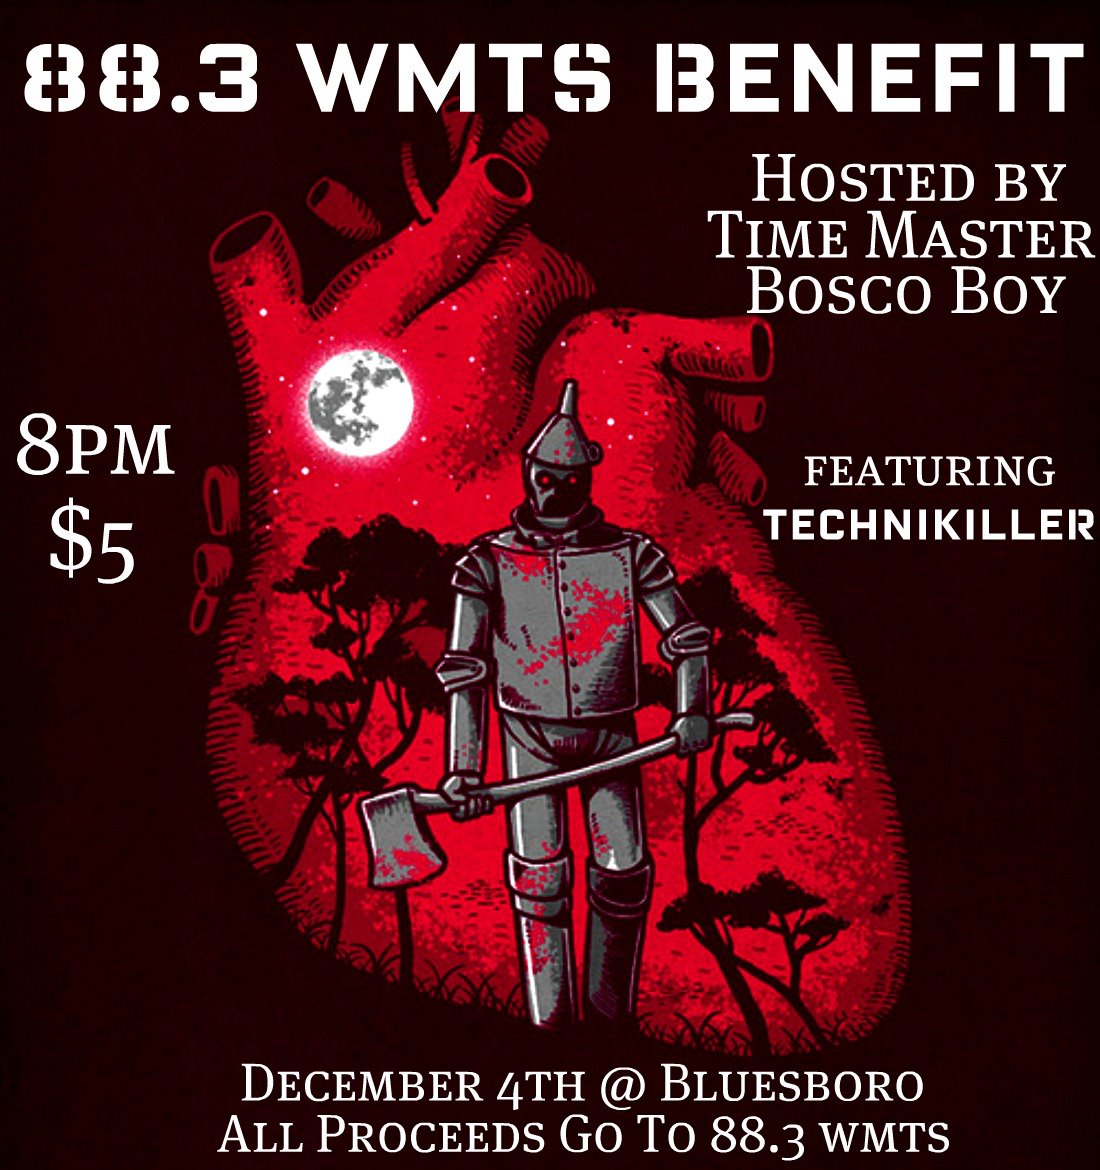 88.3 WMTS BENEFIT
HOSTED BY
TIME MASTER
BOSCO BOY
8PM
$5
FEATURING
TECHNIKILLER
DECEMBER 4TH @ BLUESBORO
ALL PROCEEDS GO TO 88.3 WMTS